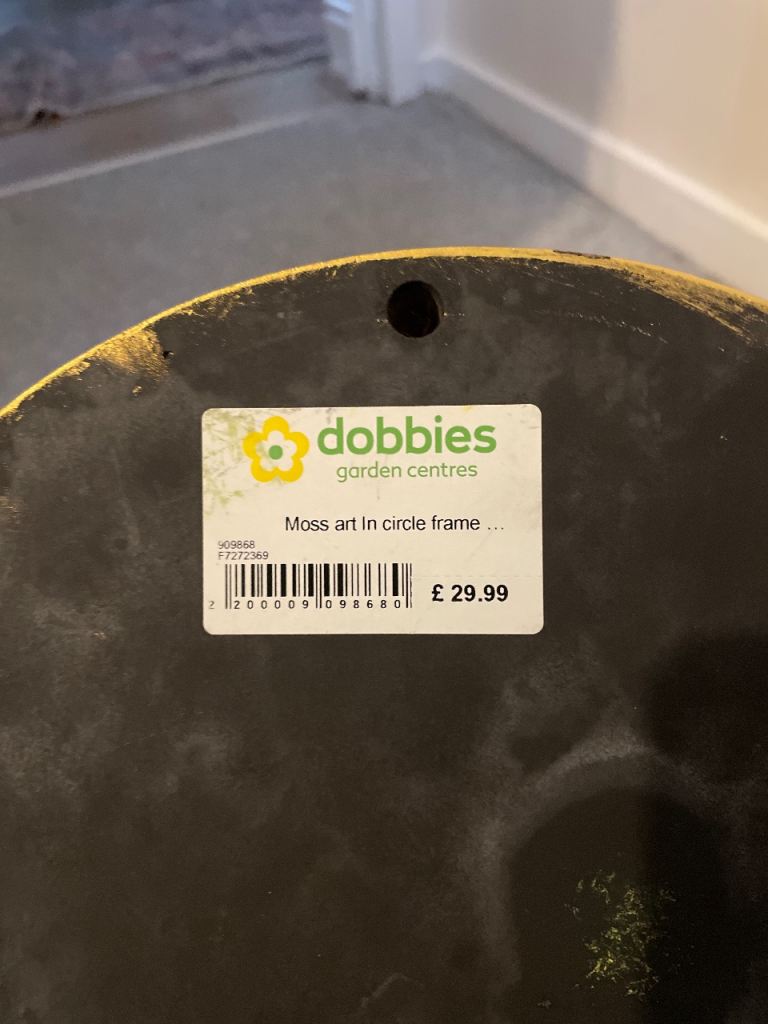 dobbies
garden centres
Moss art In circle frame ...
909868
F7272369
2 200009 098680
£ 29.99